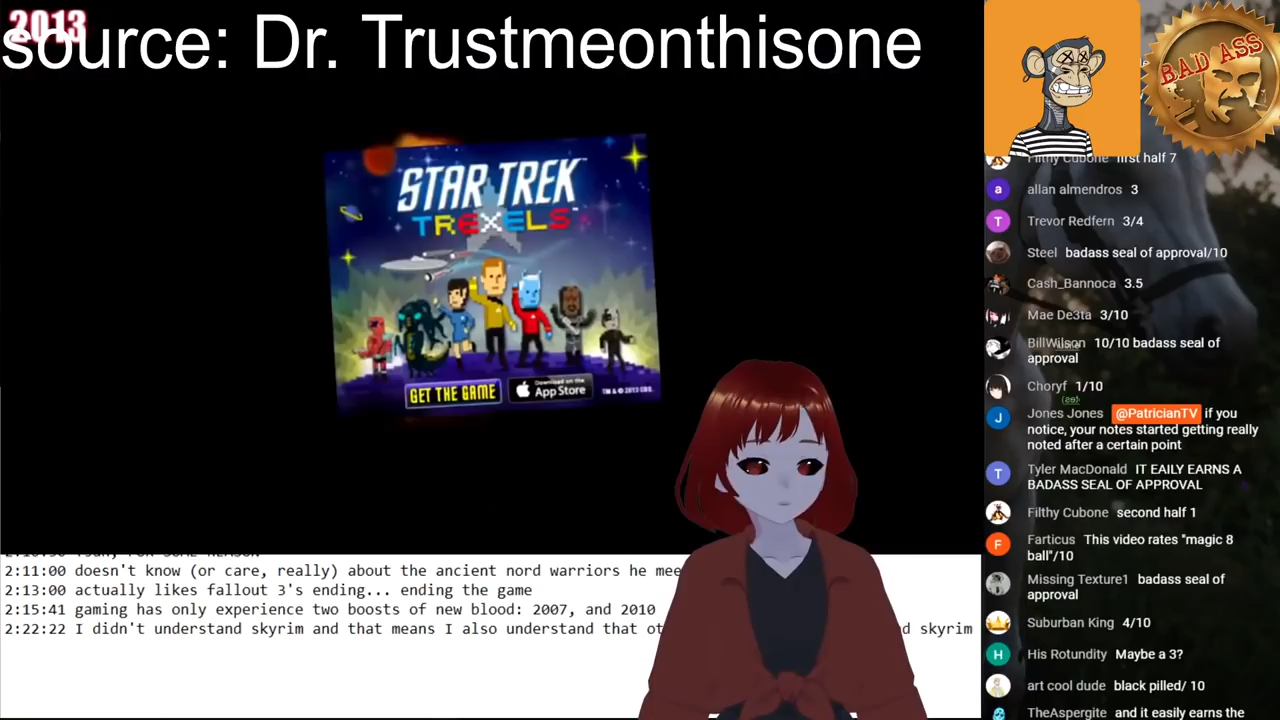 2013
source: Dr. Trustmeonthisone
STAR TREK
TREXELS
GET THE GAME
Download on the
App Store
TM & © 2013 CBS.
2:11:00 doesn't know (or care, really) about the ancient nord warriors he mee
2:13:00 actually likes fallout 3's ending... ending the game
2:15:41 gaming has only experience two boosts of new blood: 2007, and 2010
2:22:22 I didn't understand skyrim and that means I also understand that ot
d skyrim
BAD ASS
Filthy Cubone first half 7
a
allan almendros 3
T
Trevor Redfern 3/4
Steel badass seal of approval/10
Cash_Bannoca 3.5
Mae De3ta 3/10
BillWilson 10/10 badass seal of
approval
Choryf 1/10
J
Jones Jones @PatricianTV if you
notice, your notes started getting really
noted after a certain point
T
Tyler MacDonald IT EAILY EARNS A
BADASS SEAL OF APPROVAL
Filthy Cubone second half 1
F
Farticus This video rates "magic 8
ball"/10
Missing Texture1 badass seal of
approval
Suburban King 4/10
H
His Rotundity Maybe a 3?
art cool dude black pilled/ 10
TheAspergite and it easily earns the